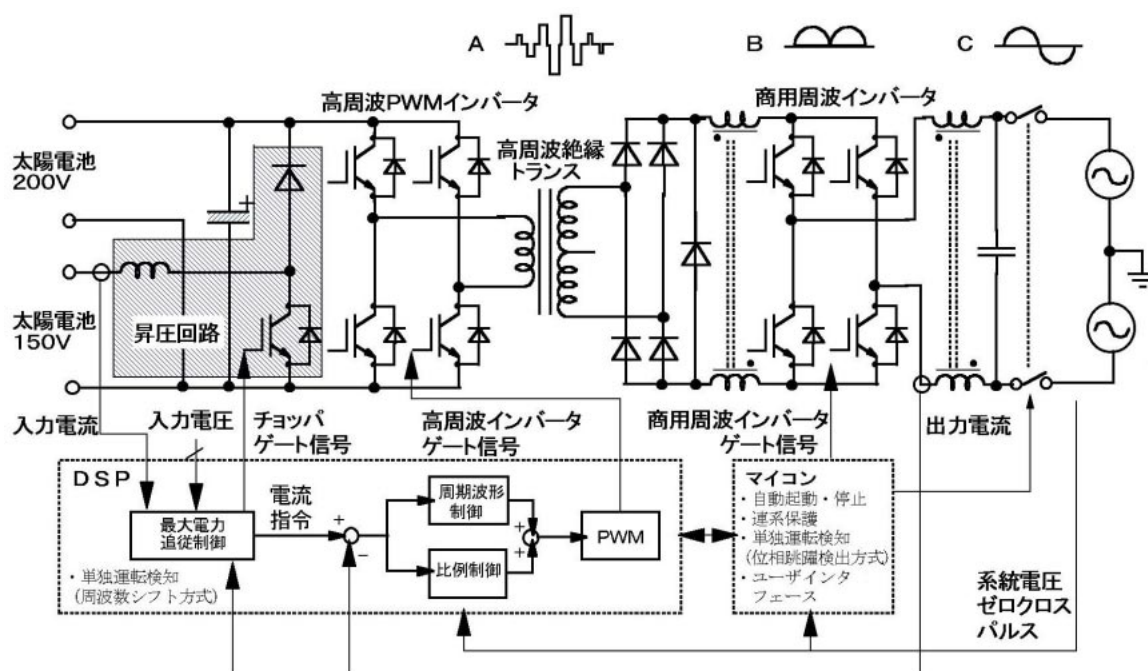 A
B
C
高周波PWMインバータ
商用周波インバータ
太陽電池
200V
高周波絶縁
トランス
+
昇圧回路
太陽電池
150V
入力電流
入力電圧
チョッパ
ゲート信号
高周波インバータ
ゲート信号
商用周波インバータ
ゲート信号
出力電流
DSP
最大電力
追従制御
・単独運転検知
(周波数シフト方式)
電流
指令
+
-
周期波形
制御
比例制御
+
+
PWM
マイコン
・自動起動・停止
・連系保護
・単独運転検知
(位相跳躍検出方式)
・ユーザインタ
フェース
系統電圧
ゼロクロス
パルス